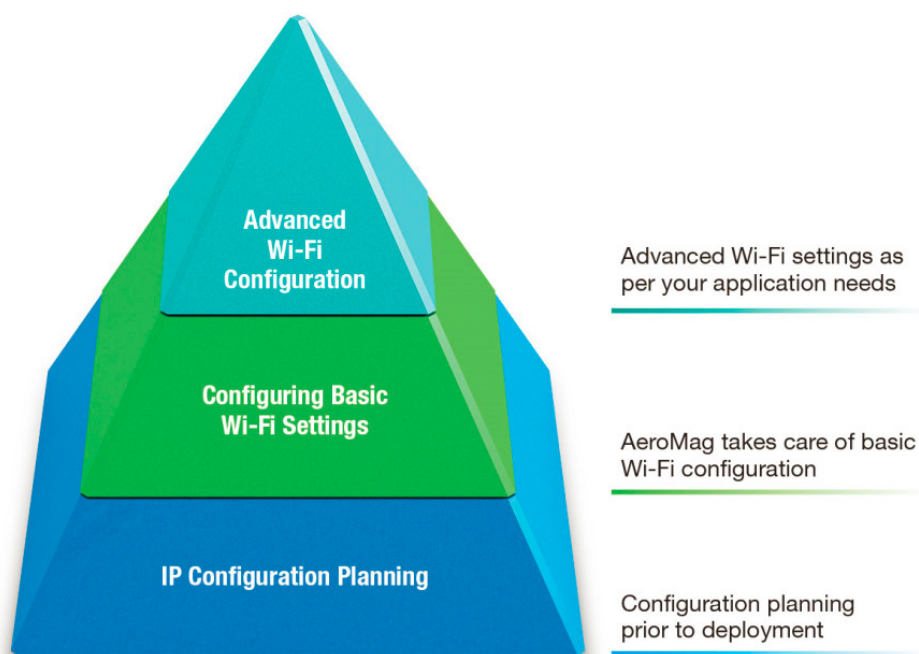 Advanced
Wi-Fi
Configuration
Advanced Wi-Fi settings as
per your application needs
Configuring Basic
Wi-Fi Settings
AeroMag takes care of basic
Wi-Fi configuration
IP Configuration Planning
Configuration planning
prior to deployment